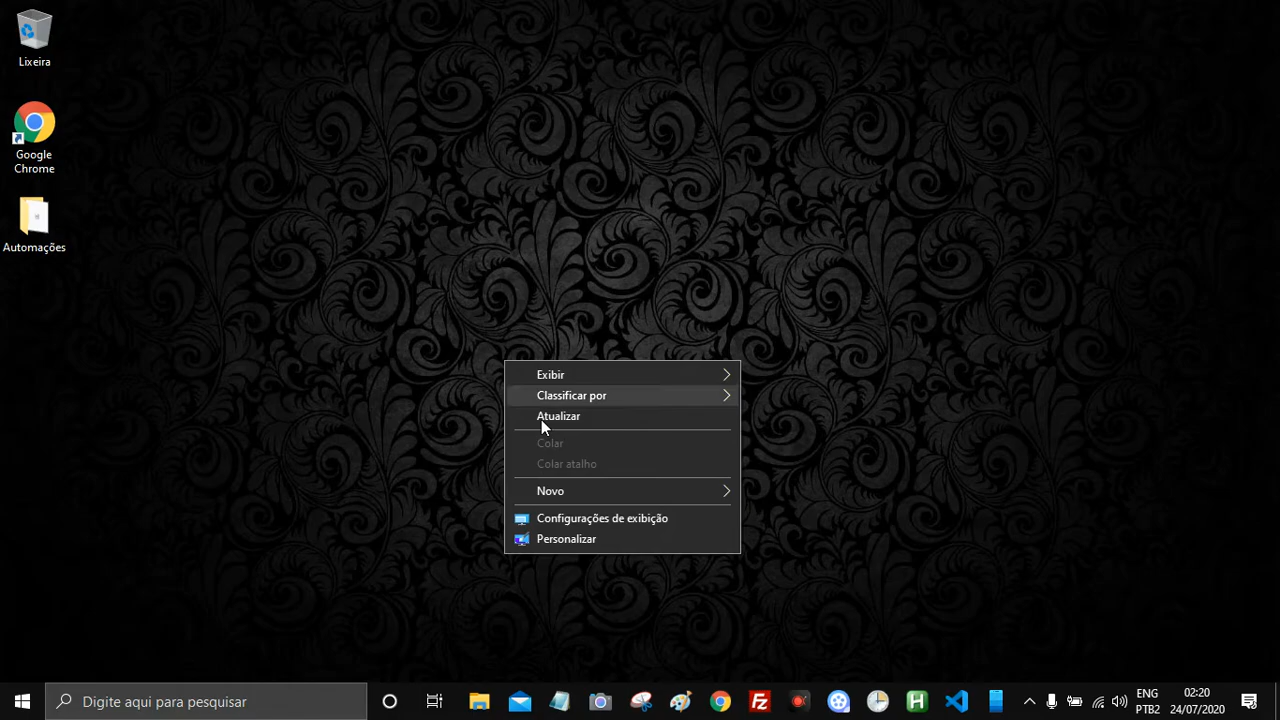 Lixeira
Google
Chrome
Automações
Exibir
Classificar por
Atualizar
Colar
Colar atalho
Novo
Configurações de exibição
Personalizar
Digite aqui para pesquisar
ENG
PTB2
02:20
24/07/2020